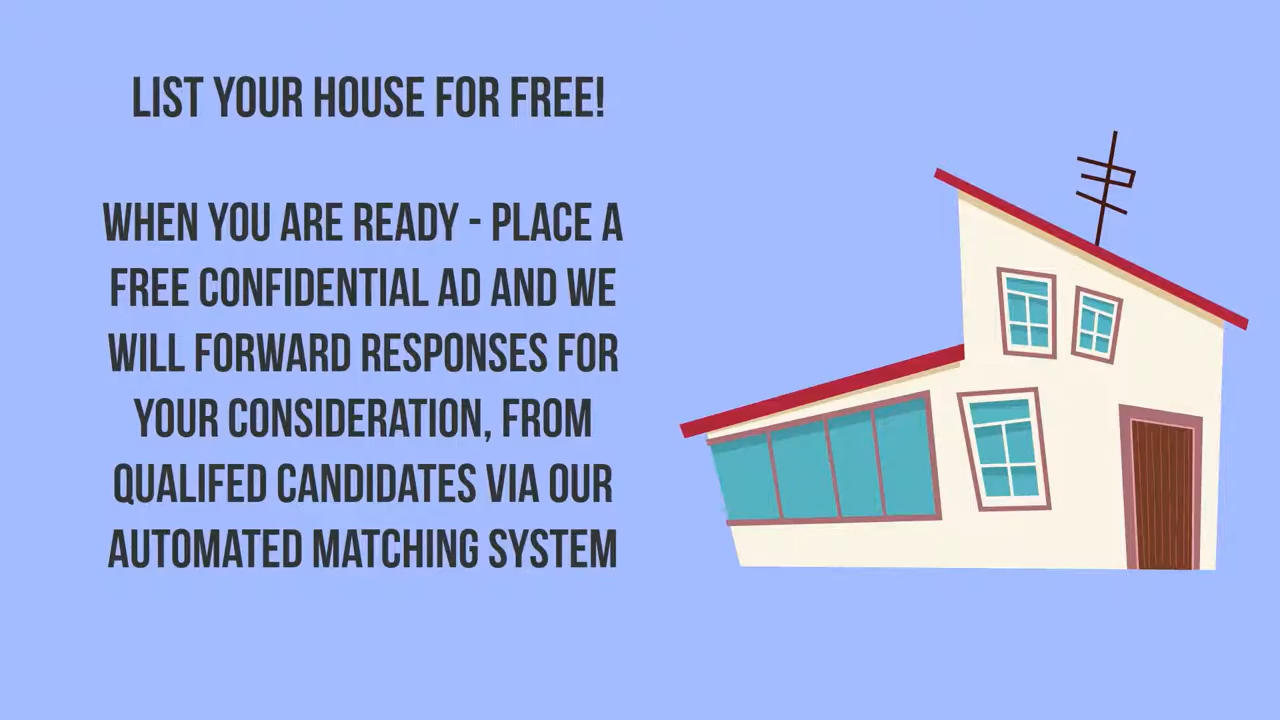 LIST YOUR HOUSE FOR FREE!
WHEN YOU ARE READY - PLACE A
FREE CONFIDENTIAL AD AND WE
WILL FORWARD RESPONSES FOR
YOUR CONSIDERATION, FROM
QUALIFED CANDIDATES VIA OUR
AUTOMATED MATCHING SYSTEM